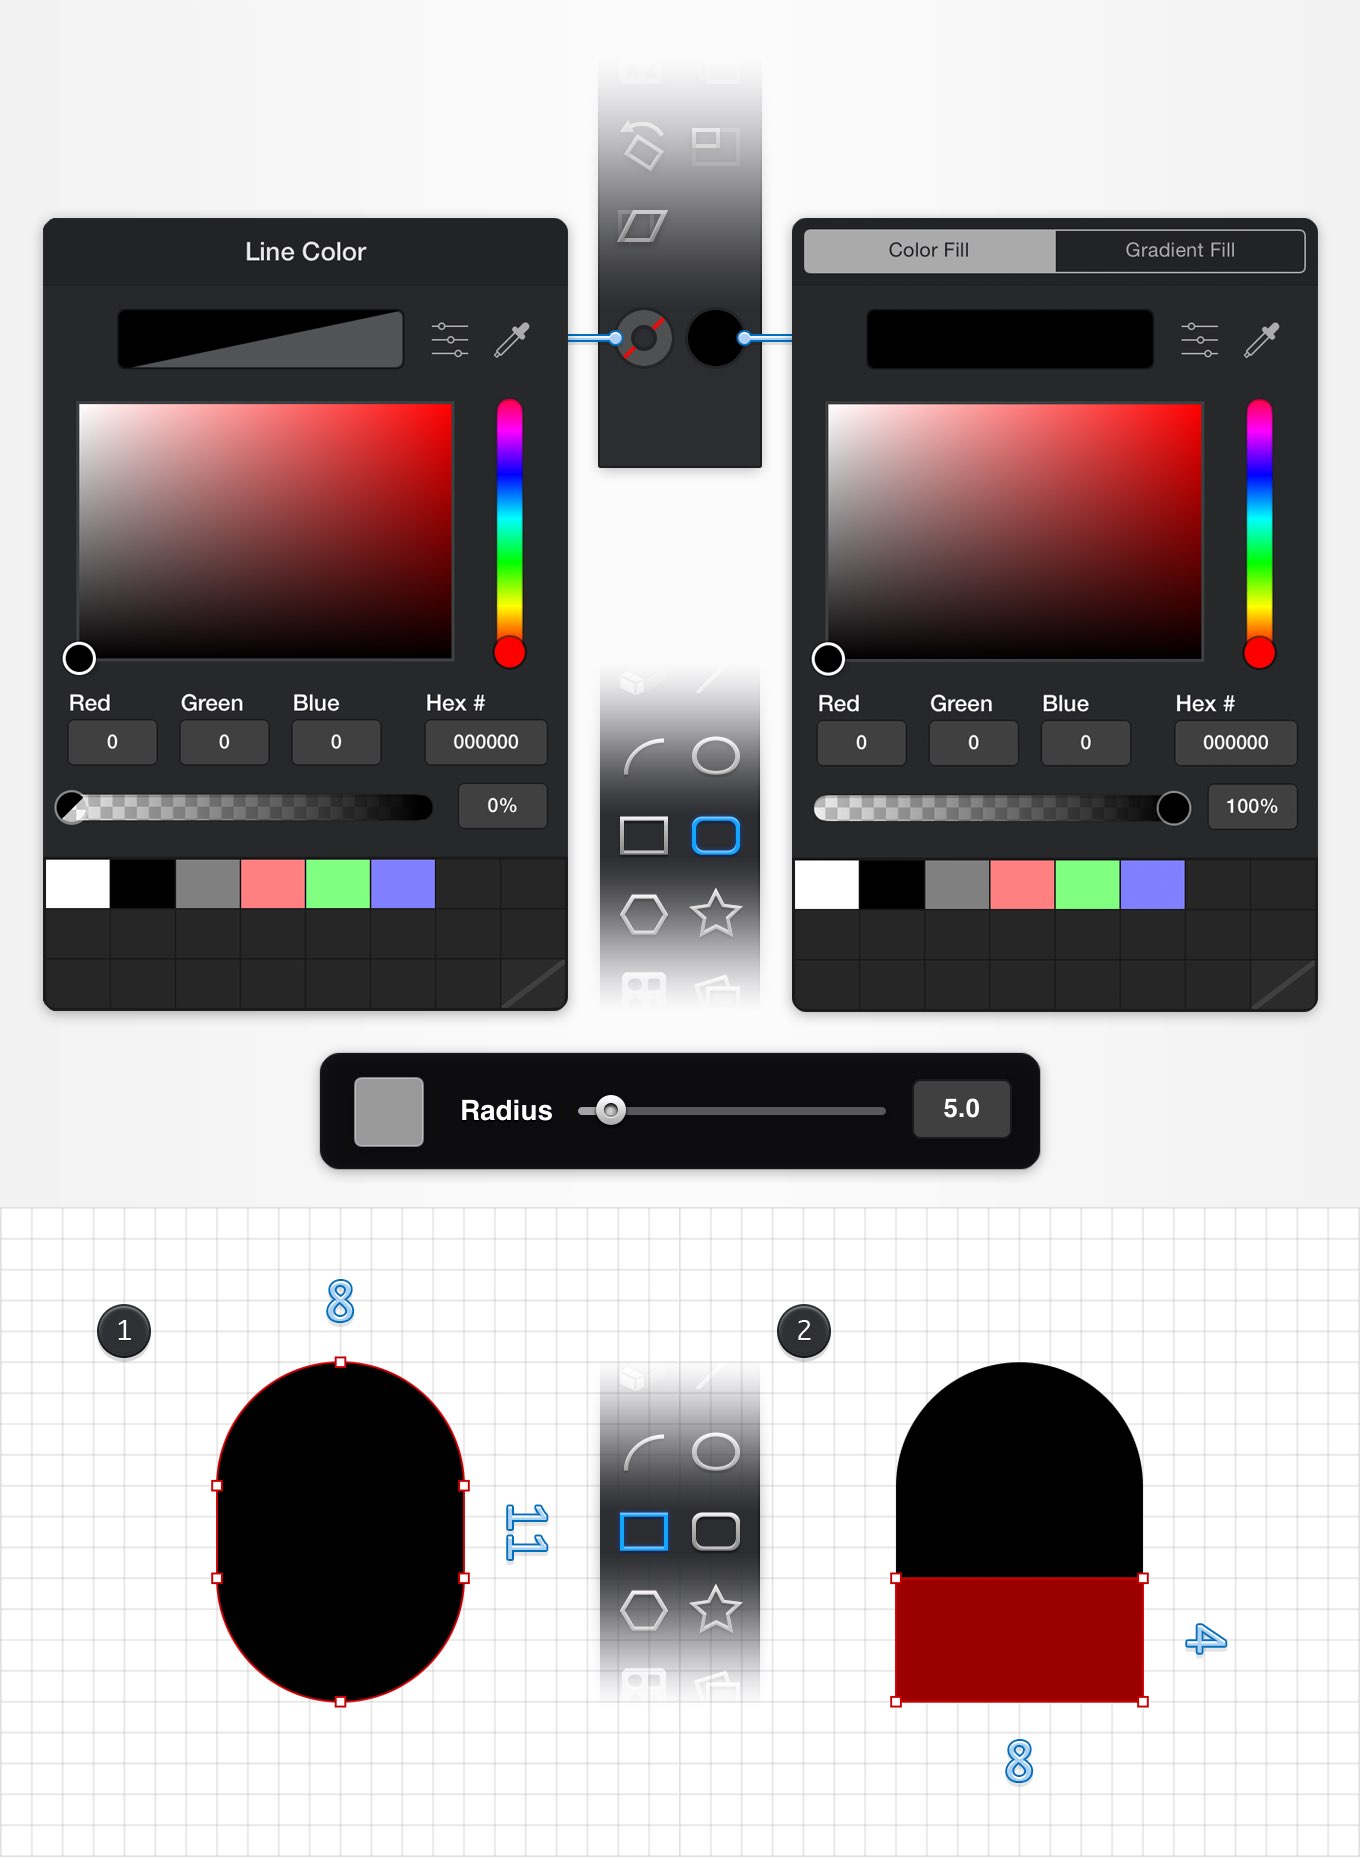 Line Color
Color Fill
Gradient Fill
Red
Green
Blue
Hex #
0
0
0
000000
0%
Red
Green
Blue
Hex #
0
0
0
000000
100%
Radius
5.0
1
8
11
2
4
8